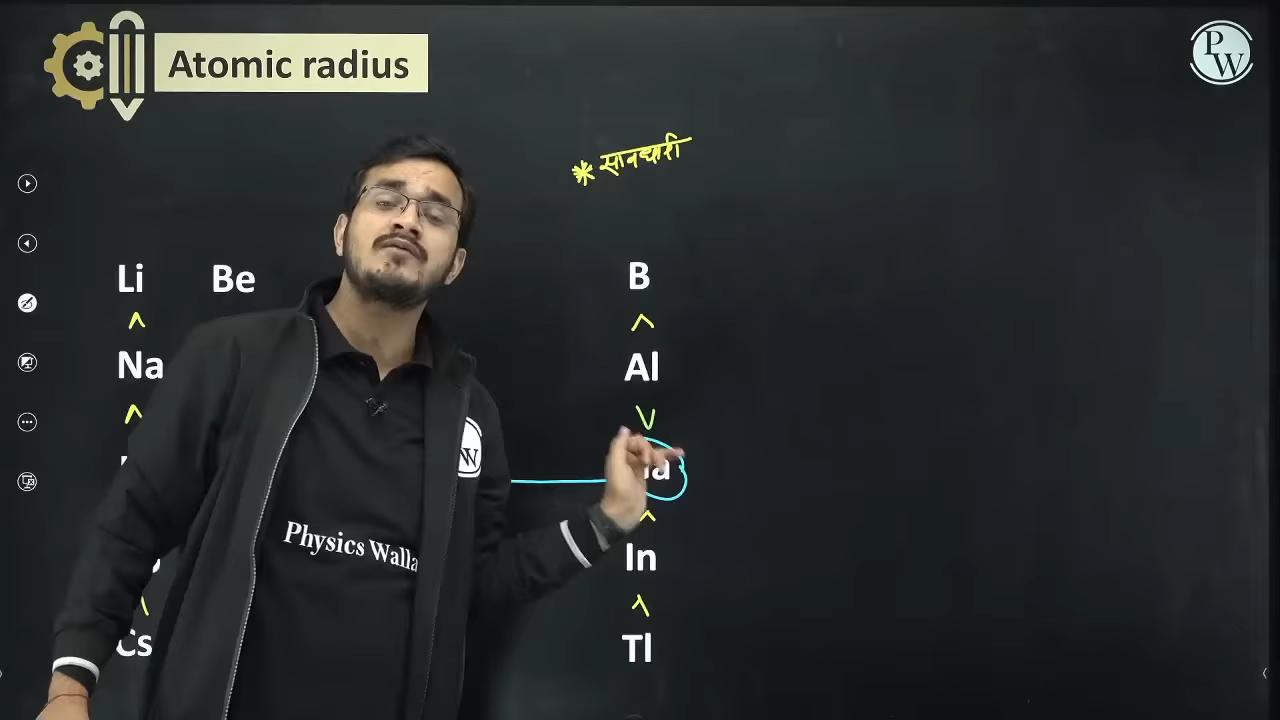 Atomic radius
PW
* सावधानी
Li Be B
^ ^
Na Al
^ v
a
^
In
^ ^
Cs Tl
W
Physics Walla